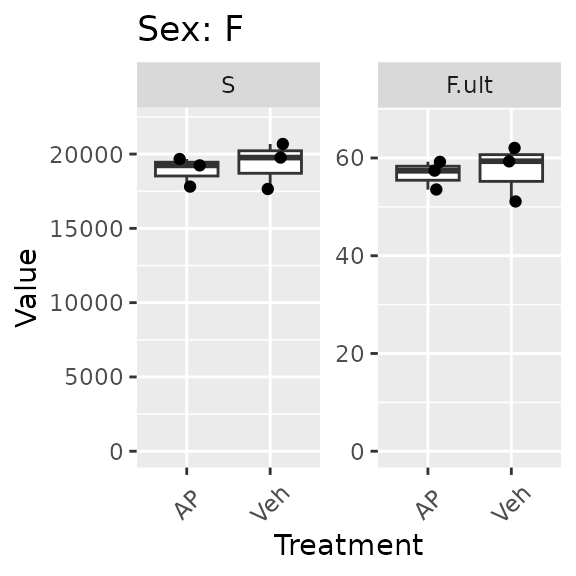 Sex: F
S
F.ult
Value
20000
15000
10000
5000
0
60
40
20
0
AP
Veh
AP
Veh
Treatment